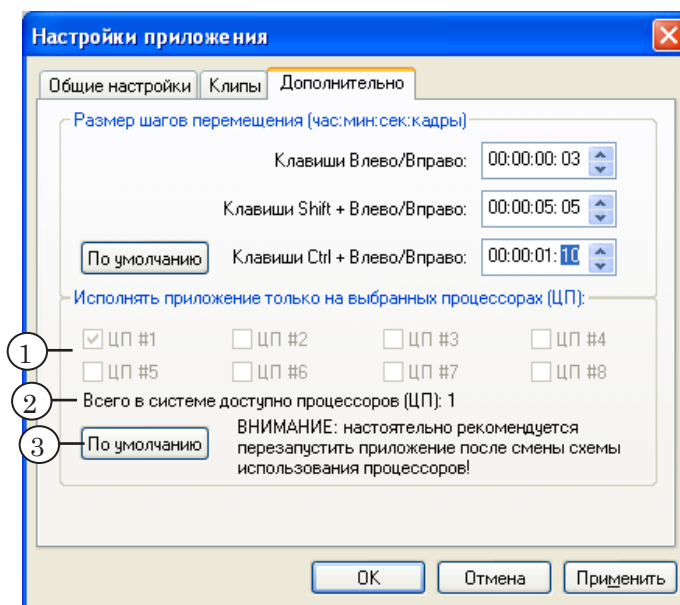 Настройки приложения
Общие настройки Клипы Дополнительно
Размер шагов перемещения (час:мин:сек:кадры)
Клавиши Влево/Вправо: 00:00:00: 03
Клавиши Shift + Влево/Вправо: 00:00:05: 05
По умолчанию Клавиши Ctrl + Влево/Вправо: 00:00:01: 10
Исполнять приложение только на выбранных процессорах (ЦП):
1 ЦП #1 ЦП #2 ЦП #3 ЦП #4
ЦП #5 ЦП #6 ЦП #7 ЦП #8
2 Всего в системе доступно процессоров (ЦП): 1
3 По умолчанию ВНИМАНИЕ: настоятельно рекомендуется
перезапустить приложение после смены схемы
использования процессоров!
OK Отмена Применить